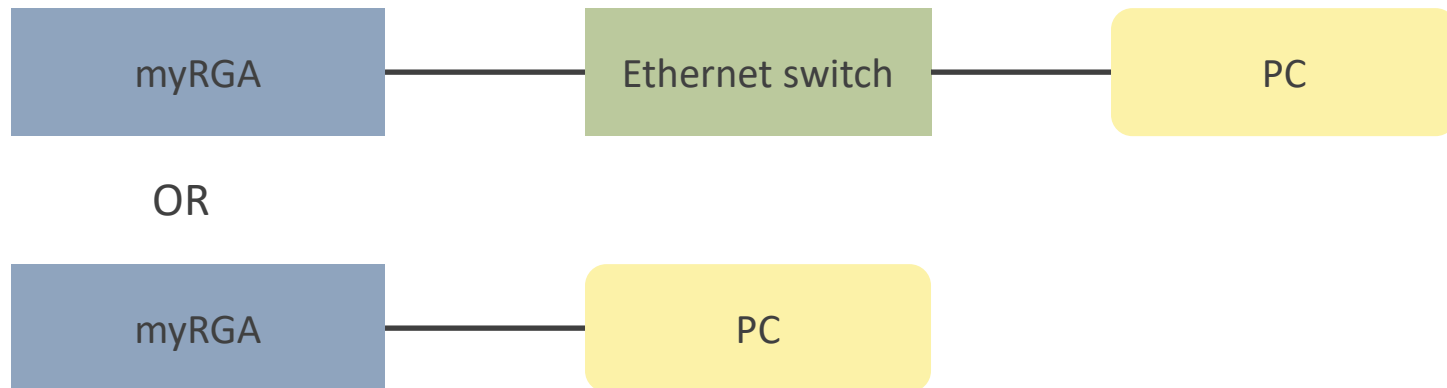 myRGA
Ethernet switch
PC
OR
myRGA
PC